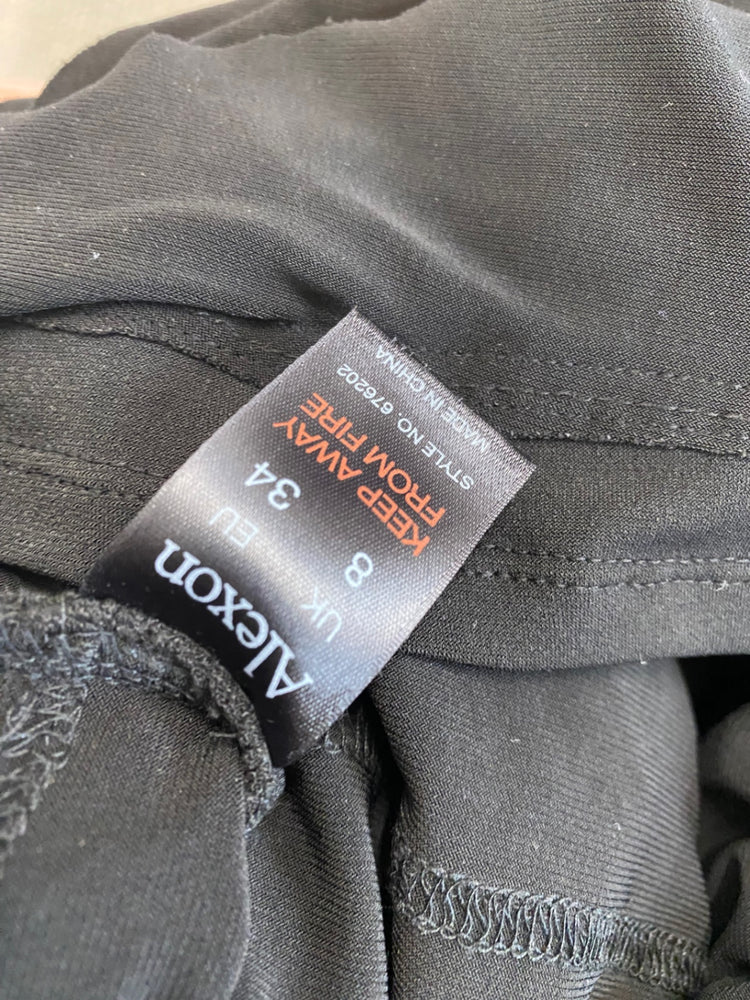 Alexon
UK EU
8 34
KEEP AWAY
FROM FIRE
STYLE NO. 676202
MADE IN CHINA